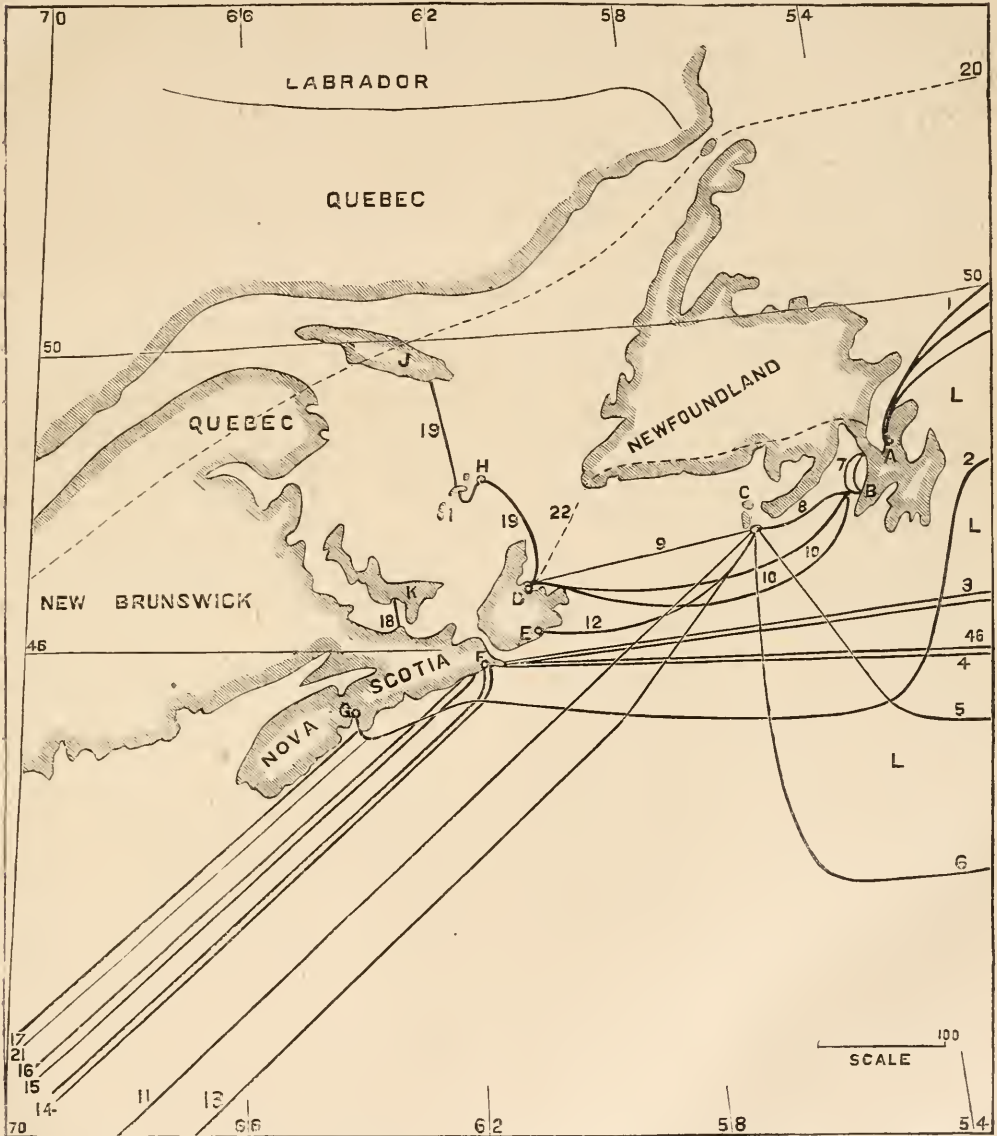 70 66 62 58 54
LABRADOR
20
QUEBEC
50
1
50
J
NEWFOUNDLAND
L
QUEBEC
19
A
2
H
7
B
C
8
L
19
22
9
10
10
3
NEW BRUNSWICK
K
D
18
E
12
46
46
F
4
SCOTIA
G
5
NOVA
L
6
17
21
16
15
14
11
13
100
SCALE
70 66 62 58 54